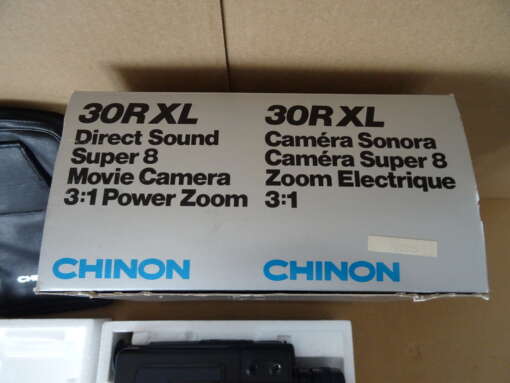 30R XL
Direct Sound
Super 8
Movie Camera
3:1 Power Zoom
CHINON
30R XL
Caméra Sonora
Caméra Super 8
Zoom Electrique
3:1
CHINON